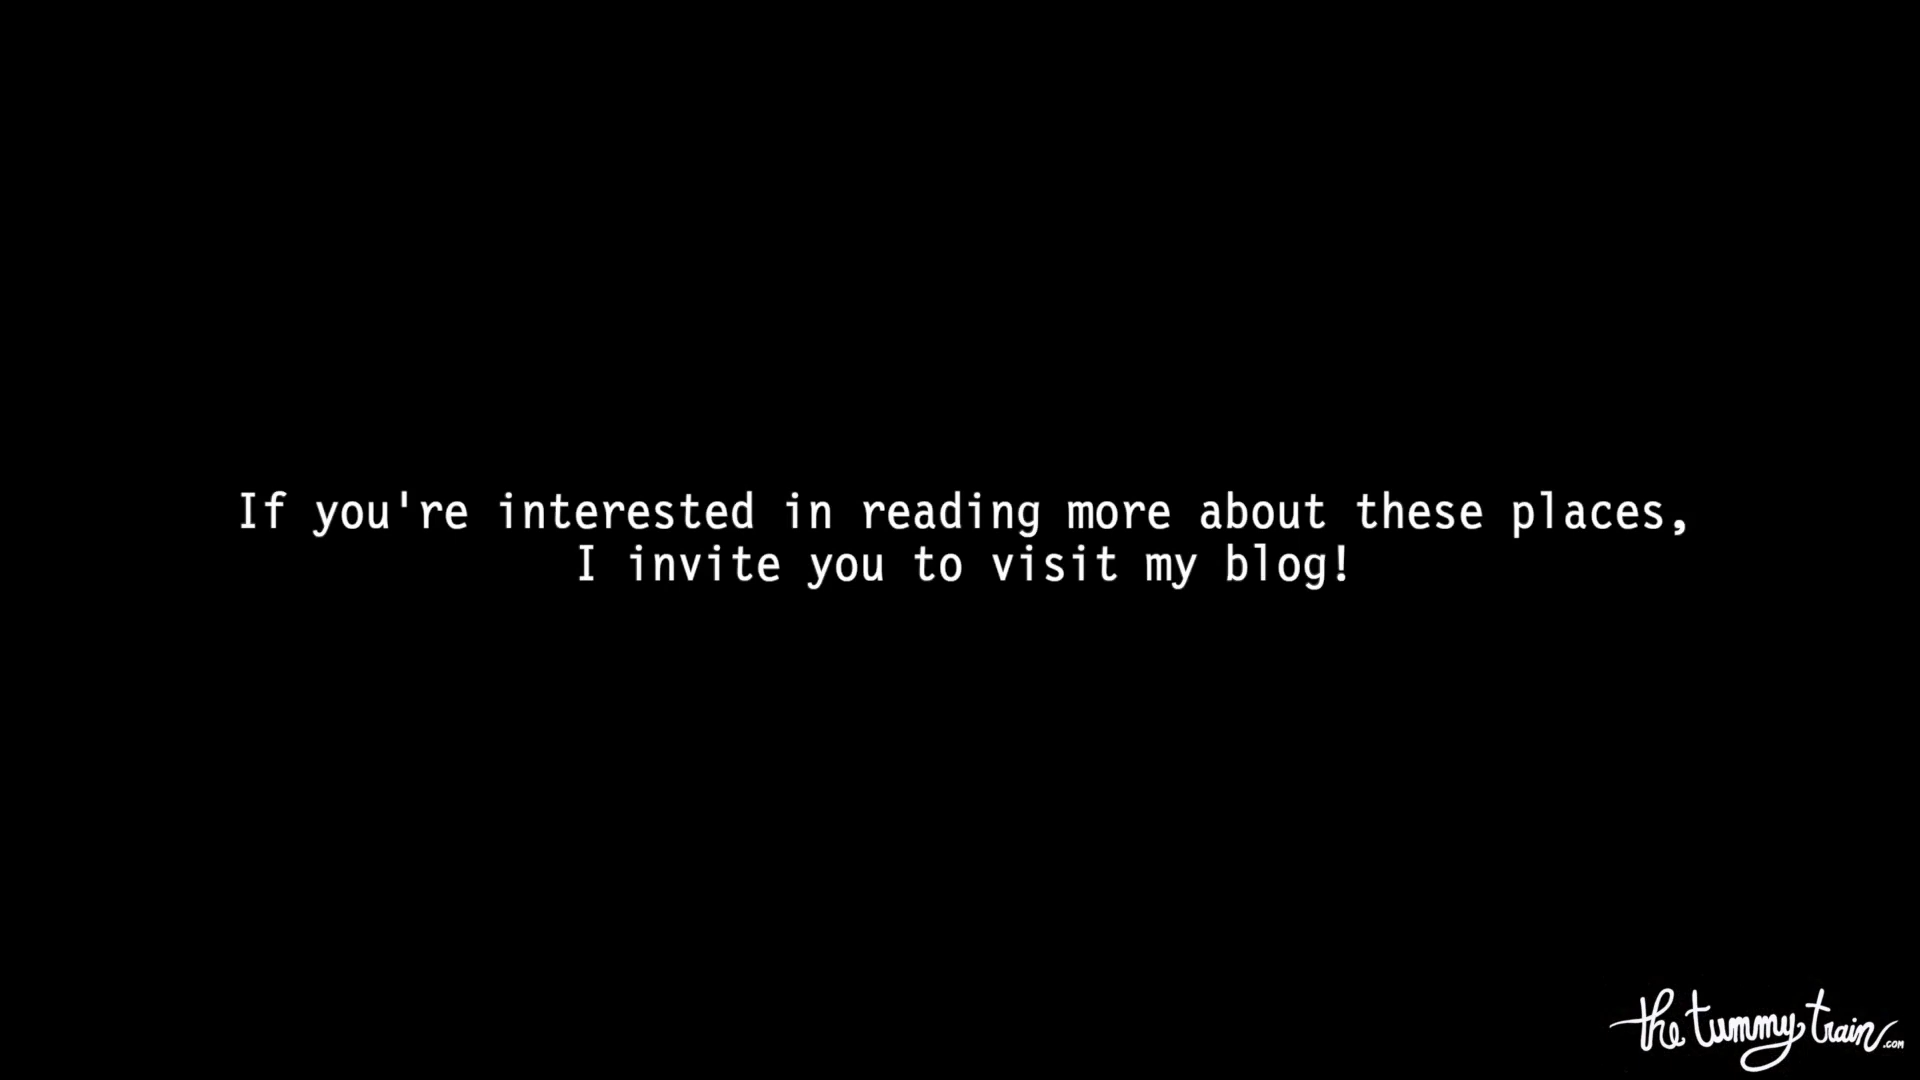 If you're interested in reading more about these places,
I invite you to visit my blog!
the tummy train.com